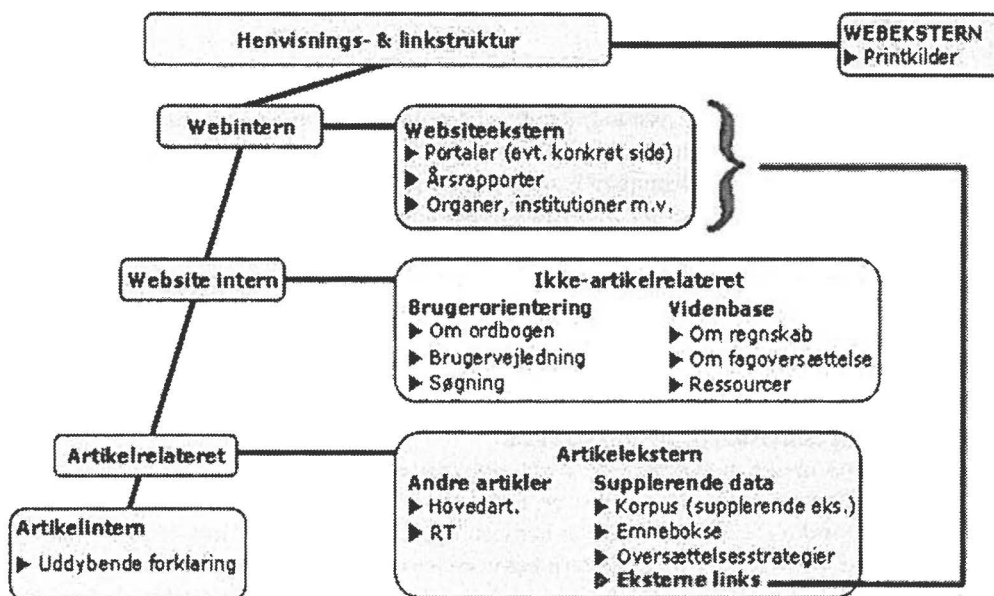 Henvisnings- & linkstruktur
WEBEKSTERN
▶ Printkilder
Webintern
Websiteekstern
▶ Portaler (evt. konkret side)
▶ Årsrapporter
▶ Organer, institutioner m.v.
Website intern
Ikke-artikelrelateret
Brugerorientering
▶ Om ordbogen
▶ Brugervejledning
▶ Søgning
Videnbase
▶ Om regnskab
▶ Om fagoversættelse
▶ Ressourcer
Artikelrelateret
Artikelekstern
Andre artikler
▶ Hovedart.
▶ RT
Supplerende data
▶ Korpus (supplerende eks.)
▶ Emnebokse
▶ Oversættelsesstrategier
▶ Eksterne links
Artikelintern
▶ Uddybende forklaring